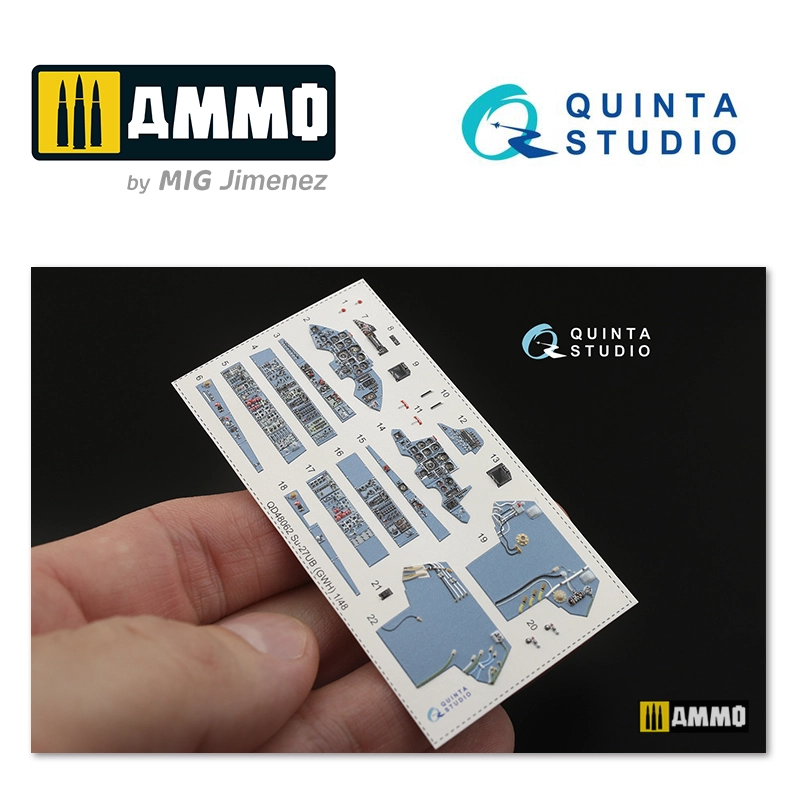 AMMO
by MIG Jimenez
QUINTA
STUDIO
QUINTA
STUDIO
1
2
3
4
5
6
7
8
9
10
11
12
13
14
15
16
17
18
19
20
21
22
QD48062 Su-27UB (GWH) 1/48
QUINTA
STUDIO
AMMO